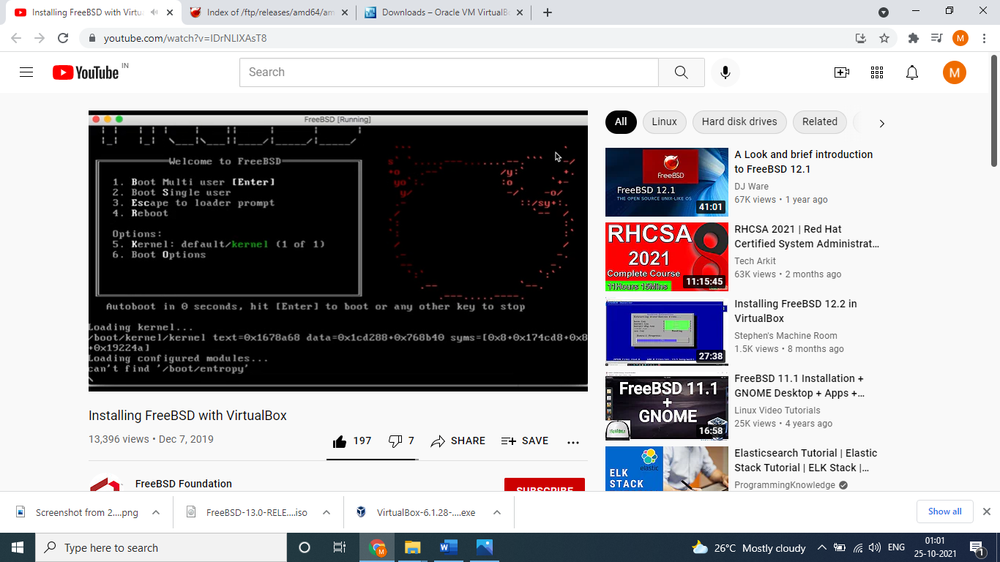 Installing FreeBSD with Virtu
Index of /ftp/releases/amd64/am
Downloads – Oracle VM VirtualB
youtube.com/watch?v=IDrNLIXAsT8
M
YouTube IN
Search
M
FreeBSD [Running]
Welcome to FreeBSD
1. Boot Multi user [Enter]
2. Boot Single user
3. Escape to loader prompt
4. Reboot
Options:
5. Kernel: default/kernel (1 of 1)
6. Boot Options
Autoboot in 0 seconds, hit [Enter] to boot or any other key to stop
Loading kernel...
/boot/kernel/kernel text=0x1678a68 data=0x1cd288+0x768b40 syms=[0x8+0x174cd8+0x8
+0x19224a]
Loading configured modules...
can't find '/boot/entropy'
\
Installing FreeBSD with VirtualBox
13,396 views • Dec 7, 2019
197
7
SHARE
SAVE
FreeBSD Foundation
SUBSCRIBE
All
Linux
Hard disk drives
Related
FreeBSD
FreeBSD 12.1
THE OPEN SOURCE UNIX-LIKE OS
41:01
A Look and brief introduction
to FreeBSD 12.1
DJ Ware
67K views • 1 year ago
RHCSA
2021
Complete Course
11Hours 15Mins
8
11:15:45
RHCSA 2021 | Red Hat
Certified System Administrat...
Tech Arkit
63K views • 2 months ago
27:38
Installing FreeBSD 12.2 in
VirtualBox
Stephen's Machine Room
1.5K views • 8 months ago
FreeBSD 11.1
+
GNOME
16:58
FreeBSD 11.1 Installation +
GNOME Desktop + Apps +...
Linux Video Tutorials
25K views • 4 years ago
ELK
STACK
elastic
Elasticsearch Tutorial | Elastic
Stack Tutorial | ELK Stack |...
ProgrammingKnowledge
Screenshot from 2....png
FreeBSD-13.0-RELE....iso
VirtualBox-6.1.28-....exe
Show all
Type here to search
M
26°C Mostly cloudy
ENG
01:01
25-10-2021
1